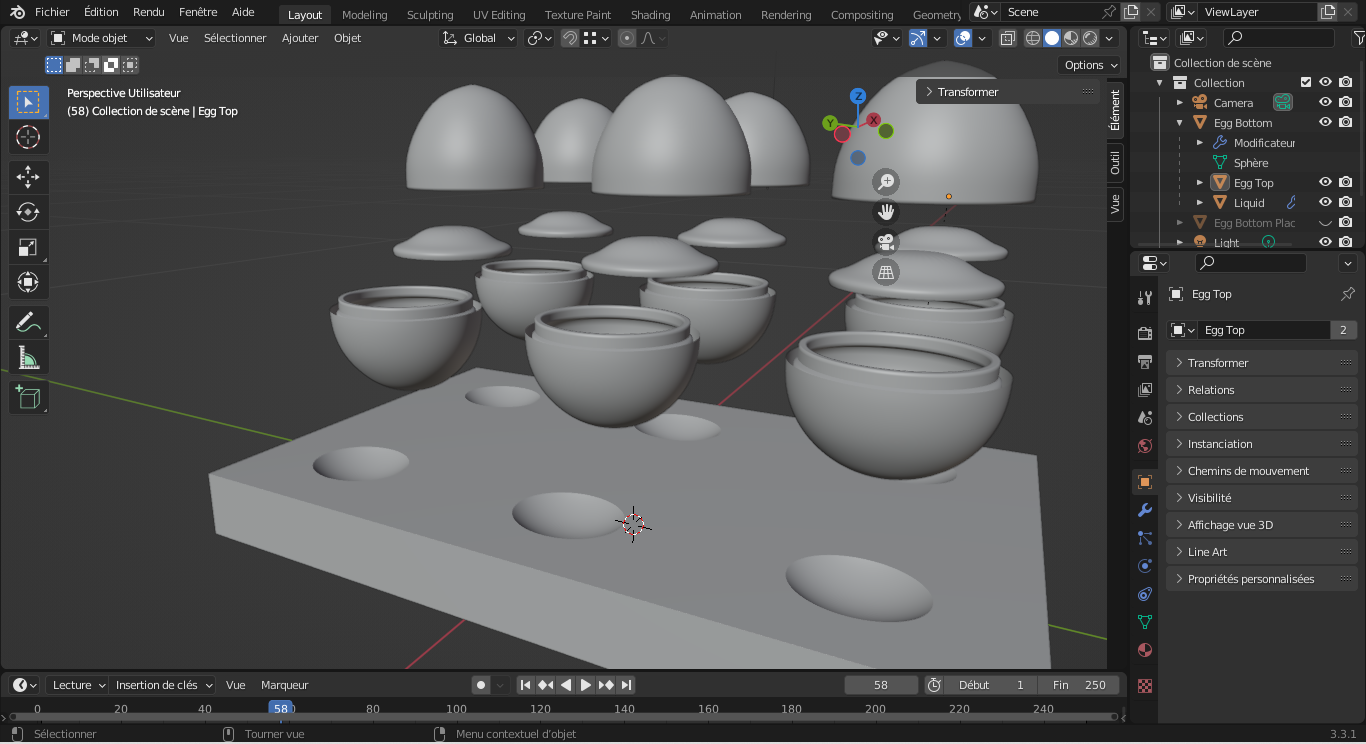 Fichier Édition Rendu Fenêtre Aide Layout Modeling Sculpting UV Editing Texture Paint Shading Animation Rendering Compositing Geometry Scene ViewLayer
Mode objet Vue Sélectionner Ajouter Objet Global
Options
Perspective Utilisateur
(58) Collection de scène | Egg Top
Transformer
Élément
Outil
Vue
Z
Y
X
Collection de scène
Collection
Camera
Egg Bottom
Modificateur
Sphère
Egg Top
Liquid
Egg Bottom Plac
Light
Egg Top
Egg Top 2
Transformer
Relations
Collections
Instanciation
Chemins de mouvement
Visibilité
Affichage vue 3D
Line Art
Propriétés personnalisées
Lecture Insertion de clés Vue Marqueur 58 Début 1 Fin 250
0 20 40 58 80 100 120 140 160 180 200 220 240
Sélectionner Tourner vue Menu contextuel d'objet 3.3.1